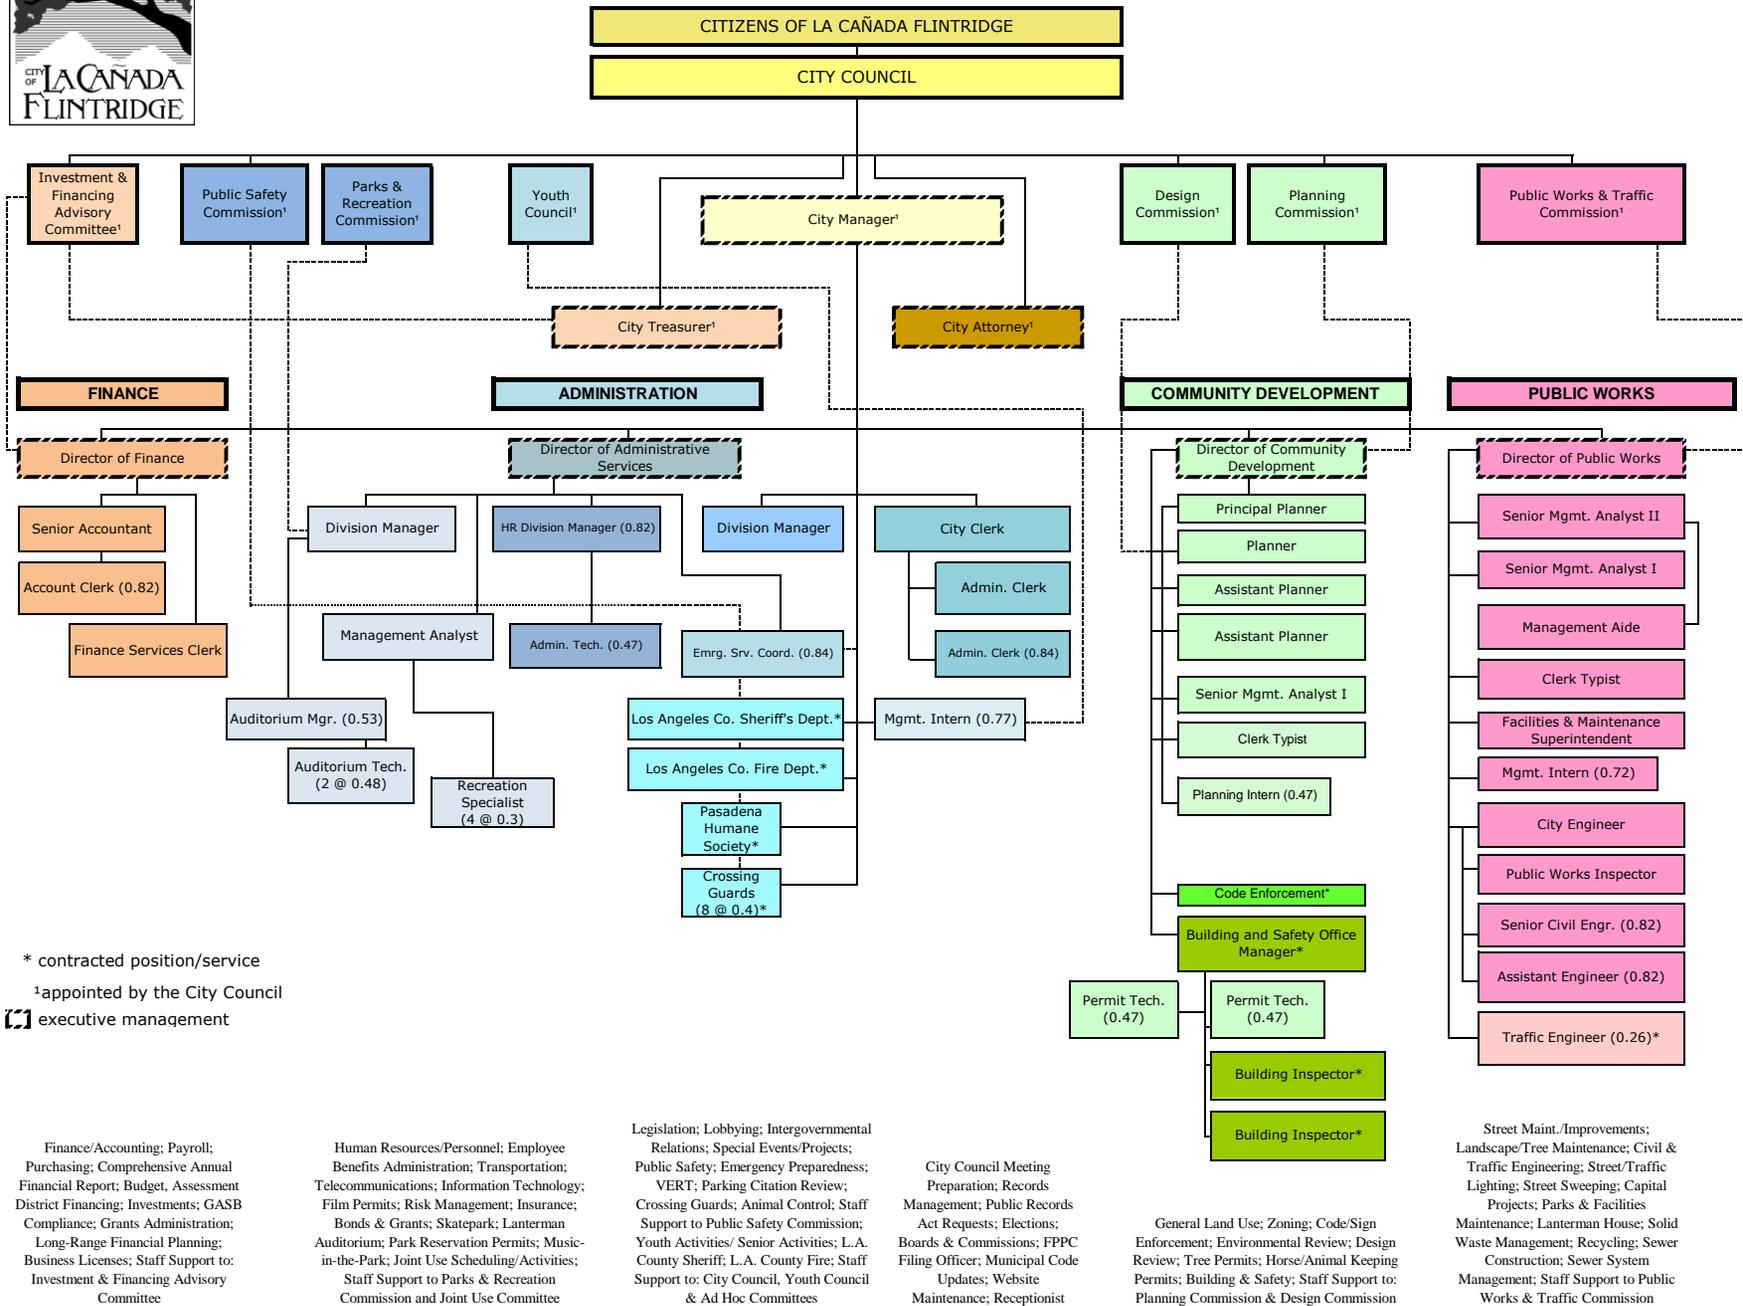 CITY
OF
LA CAÑADA
FLINTRIDGE
CITIZENS OF LA CAÑADA FLINTRIDGE
CITY COUNCIL
Investment &
Financing
Advisory
Committee¹
Public Safety
Commission¹
Parks &
Recreation
Commission¹
Youth
Council¹
City Manager¹
Design
Commission¹
Planning
Commission¹
Public Works & Traffic
Commission¹
City Treasurer¹
City Attorney¹
FINANCE
ADMINISTRATION
COMMUNITY DEVELOPMENT
PUBLIC WORKS
Director of Finance
Director of Administrative
Services
Director of Community
Development
Director of Public Works
Senior Accountant
Account Clerk (0.82)
Finance Services Clerk
Division Manager
HR Division Manager (0.82)
Division Manager
City Clerk
Admin. Clerk
Management Analyst
Admin. Tech. (0.47)
Emrg. Srv. Coord. (0.84)
Admin. Clerk (0.84)
Auditorium Mgr. (0.53)
Los Angeles Co. Sheriff's Dept.*
Mgmt. Intern (0.77)
Auditorium Tech.
(2 @ 0.48)
Recreation
Specialist
(4 @ 0.3)
Los Angeles Co. Fire Dept.*
Pasadena
Humane
Society*
Crossing
Guards
(8 @ 0.4)*
Principal Planner
Planner
Assistant Planner
Assistant Planner
Senior Mgmt. Analyst I
Clerk Typist
Planning Intern (0.47)
Code Enforcement*
Building and Safety Office
Manager*
Permit Tech.
(0.47)
Permit Tech.
(0.47)
Building Inspector*
Building Inspector*
Senior Mgmt. Analyst II
Senior Mgmt. Analyst I
Management Aide
Clerk Typist
Facilities & Maintenance
Superintendent
Mgmt. Intern (0.72)
City Engineer
Public Works Inspector
Senior Civil Engr. (0.82)
Assistant Engineer (0.82)
Traffic Engineer (0.26)*
* contracted position/service
¹appointed by the City Council
executive management
Finance/Accounting; Payroll;
Purchasing; Comprehensive Annual
Financial Report; Budget, Assessment
District Financing; Investments; GASB
Compliance; Grants Administration;
Long-Range Financial Planning;
Business Licenses; Staff Support to:
Investment & Financing Advisory
Committee
Human Resources/Personnel; Employee
Benefits Administration; Transportation;
Telecommunications; Information Technology;
Film Permits; Risk Management; Insurance;
Bonds & Grants; Skatepark; Lanterman
Auditorium; Park Reservation Permits; Music-
in-the-Park; Joint Use Scheduling/Activities;
Staff Support to Parks & Recreation
Commission and Joint Use Committee
Legislation; Lobbying; Intergovernmental
Relations; Special Events/Projects;
Public Safety; Emergency Preparedness;
VERT; Parking Citation Review;
Crossing Guards; Animal Control; Staff
Support to Public Safety Commission;
Youth Activities/ Senior Activities; L.A.
County Sheriff; L.A. County Fire; Staff
Support to: City Council, Youth Council
& Ad Hoc Committees
City Council Meeting
Preparation; Records
Management; Public Records
Act Requests; Elections;
Boards & Commissions; FPPC
Filing Officer; Municipal Code
Updates; Website
Maintenance; Receptionist
General Land Use; Zoning; Code/Sign
Enforcement; Environmental Review; Design
Review; Tree Permits; Horse/Animal Keeping
Permits; Building & Safety; Staff Support to:
Planning Commission & Design Commission
Street Maint./Improvements;
Landscape/Tree Maintenance; Civil &
Traffic Engineering; Street/Traffic
Lighting; Street Sweeping; Capital
Projects; Parks & Facilities
Maintenance; Lanterman House; Solid
Waste Management; Recycling; Sewer
Construction; Sewer System
Management; Staff Support to Public
Works & Traffic Commission